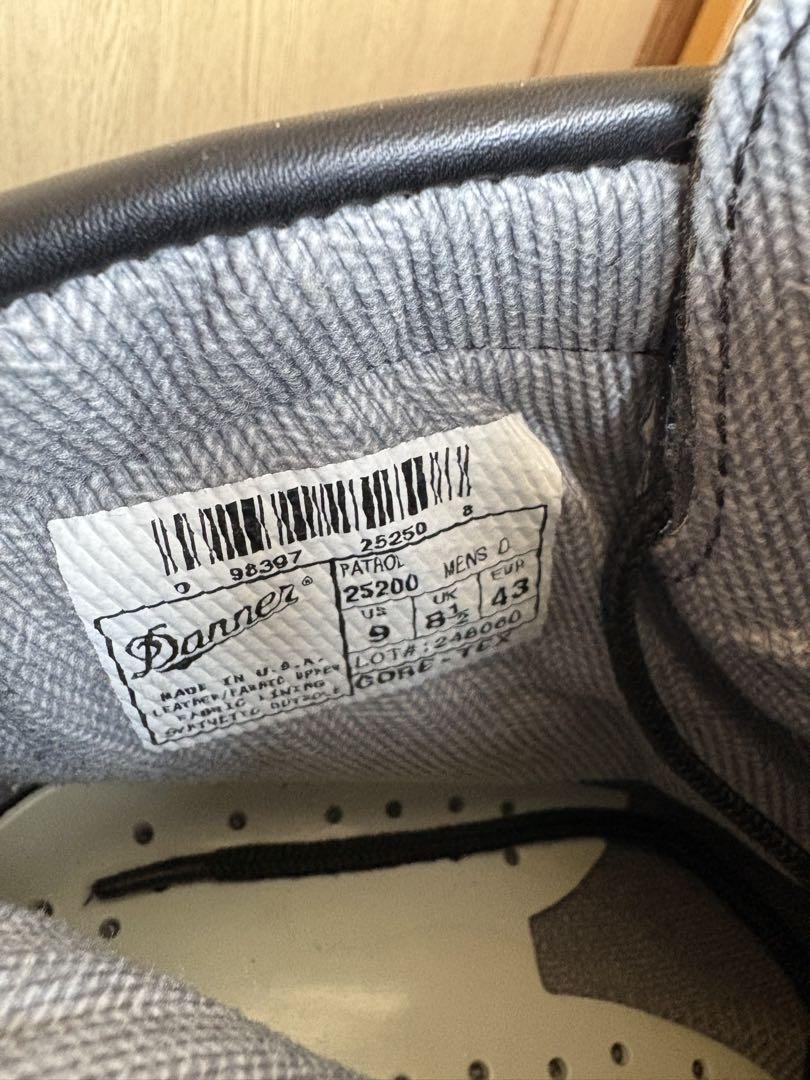 0 98397 25250 8
Danner®
MADE IN U.S.A.
LEATHER/FABRIC UPPER
FABRIC LINING
SYNTHETIC OUTSOLE
PATROL
25200 MENS D
US UK EUR
9 8½ 43
LOT#: 248060
GORE-TEX